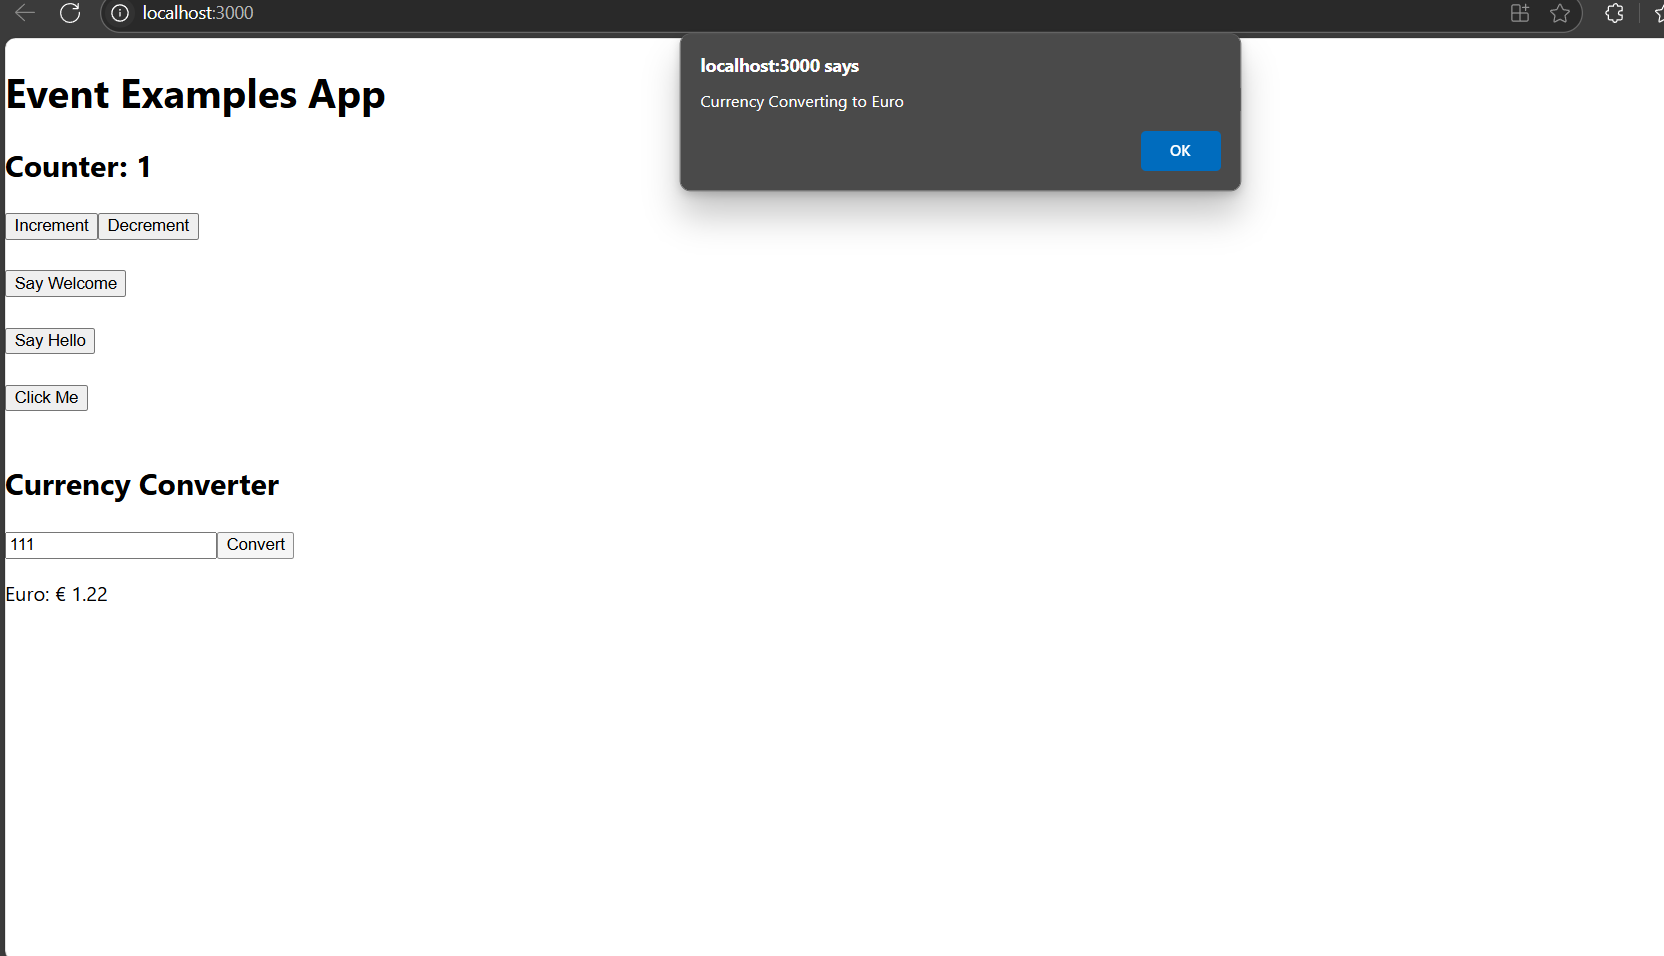 localhost:3000
localhost:3000 says
Currency Converting to Euro
OK
Event Examples App
Counter: 1
Increment Decrement
Say Welcome
Say Hello
Click Me
Currency Converter
111 Convert
Euro: € 1.22